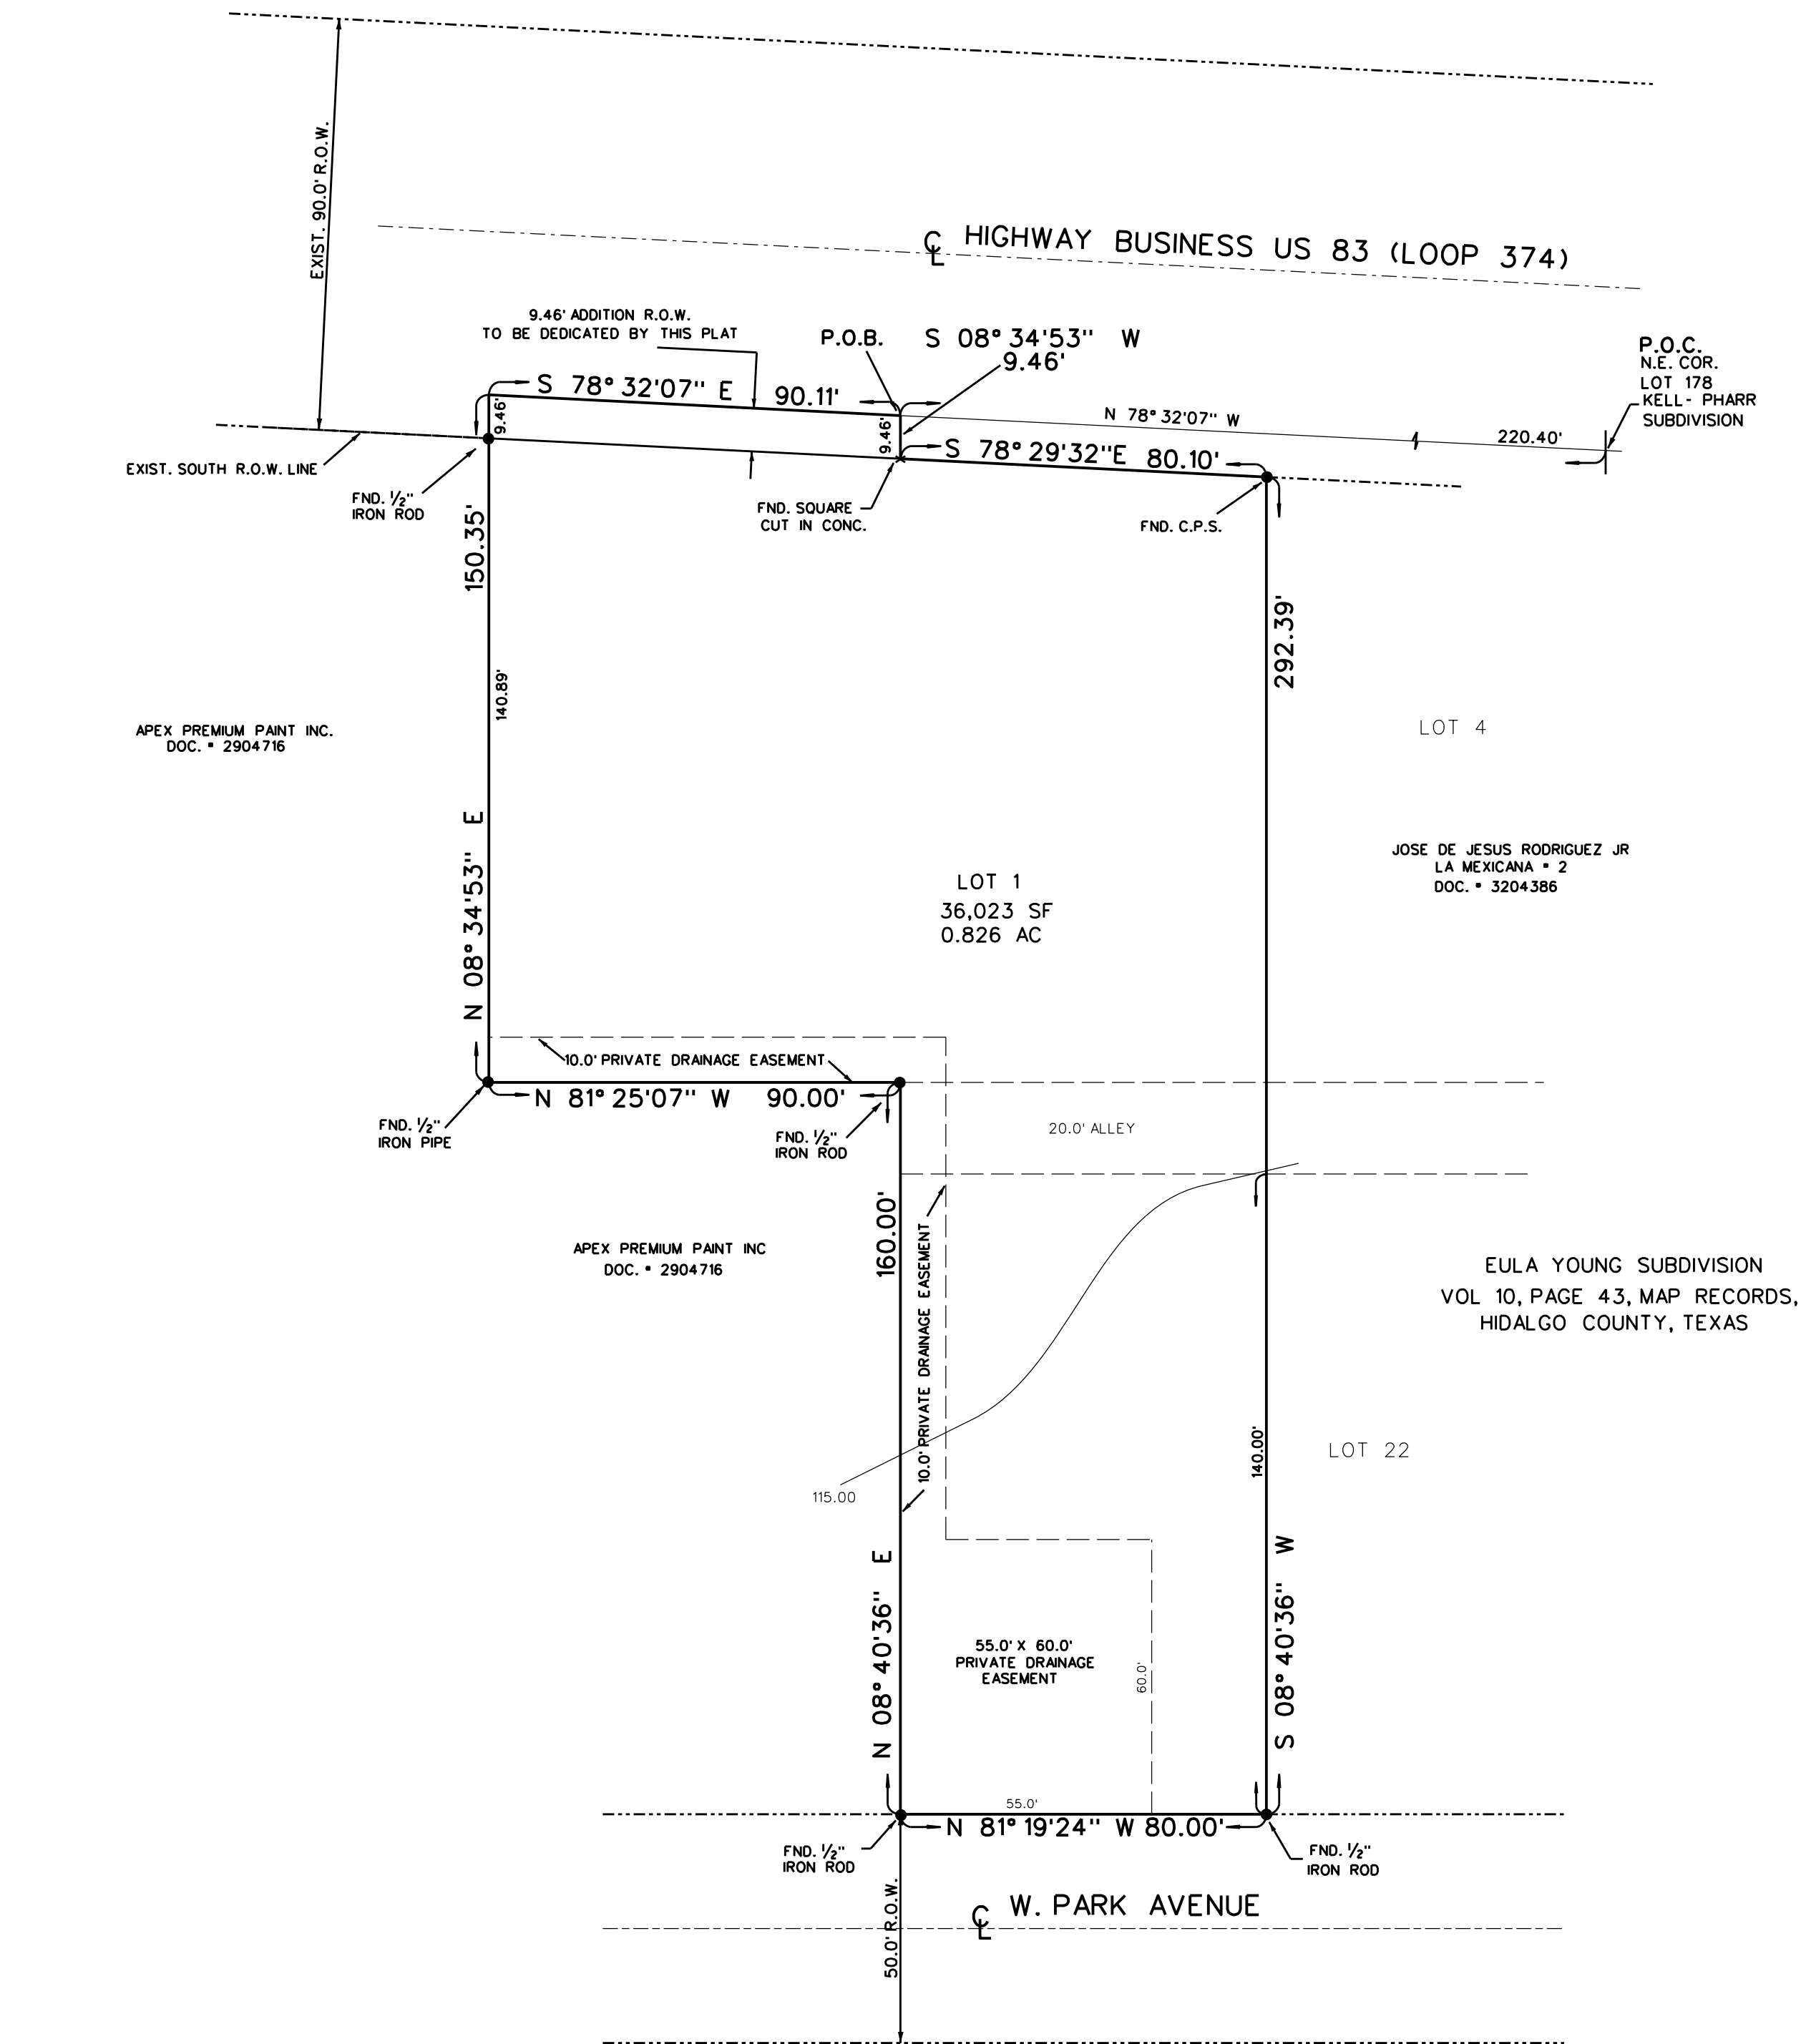 EXIST. 90.0' R.O.W.
℄ HIGHWAY BUSINESS US 83 (LOOP 374)
9.46' ADDITION R.O.W.
TO BE DEDICATED BY THIS PLAT
P.O.B.
S 08° 34'53" W
9.46'
P.O.C.
N.E. COR.
LOT 178
KELL- PHARR
SUBDIVISION
S 78° 32'07" E 90.11'
9.46'
9.46'
N 78° 32'07" W 220.40'
S 78° 29'32"E 80.10'
EXIST. SOUTH R.O.W. LINE
FND. 1/2"
IRON ROD
FND. SQUARE
CUT IN CONC.
FND. C.P.S.
150.35'
140.89'
N 08° 34'53" E
292.39'
APEX PREMIUM PAINT INC.
DOC. # 2904716
LOT 4
JOSE DE JESUS RODRIGUEZ JR
LA MEXICANA # 2
DOC. # 3204386
LOT 1
36,023 SF
0.826 AC
10.0' PRIVATE DRAINAGE EASEMENT
N 81° 25'07" W 90.00'
FND. 1/2"
IRON PIPE
FND. 1/2"
IRON ROD
20.0' ALLEY
160.00'
10.0' PRIVATE DRAINAGE EASEMENT
APEX PREMIUM PAINT INC
DOC. # 2904716
EULA YOUNG SUBDIVISION
VOL 10, PAGE 43, MAP RECORDS,
HIDALGO COUNTY, TEXAS
140.00'
LOT 22
115.00
N 08° 40'36" E
S 08° 40'36" W
55.0' X 60.0'
PRIVATE DRAINAGE
EASEMENT
60.0'
55.0'
N 81° 19'24" W 80.00'
FND. 1/2"
IRON ROD
FND. 1/2"
IRON ROD
50.0' R.O.W.
℄ W. PARK AVENUE